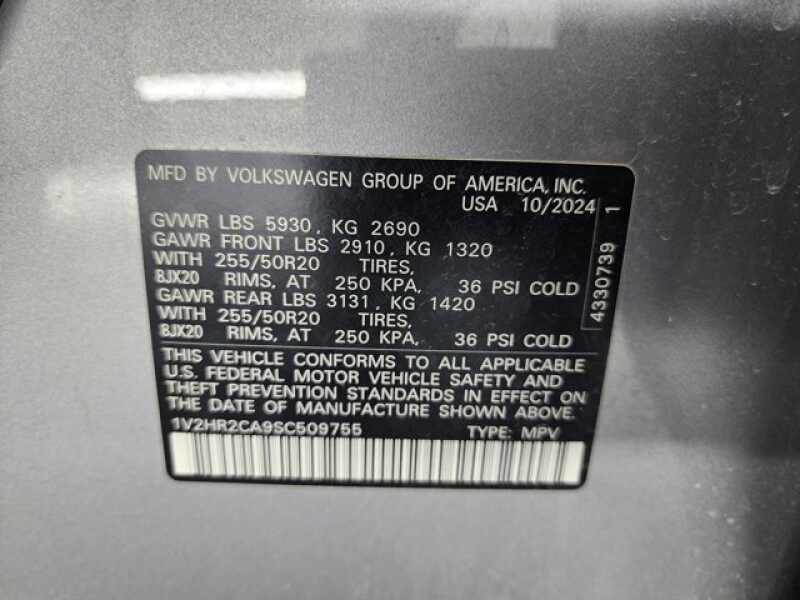 MFD BY VOLKSWAGEN GROUP OF AMERICA, INC.
USA 10/2024
GVWR LBS 5930, KG 2690
GAWR FRONT LBS 2910, KG 1320
WITH 255/50R20 TIRES,
8JX20 RIMS, AT 250 KPA, 36 PSI COLD
GAWR REAR LBS 3131, KG 1420
WITH 255/50R20 TIRES,
8JX20 RIMS, AT 250 KPA, 36 PSI COLD
THIS VEHICLE CONFORMS TO ALL APPLICABLE
U.S. FEDERAL MOTOR VEHICLE SAFETY AND
THEFT PREVENTION STANDARDS IN EFFECT ON
THE DATE OF MANUFACTURE SHOWN ABOVE.
1V2HR2CA9SC509755 TYPE: MPV
4330739 1